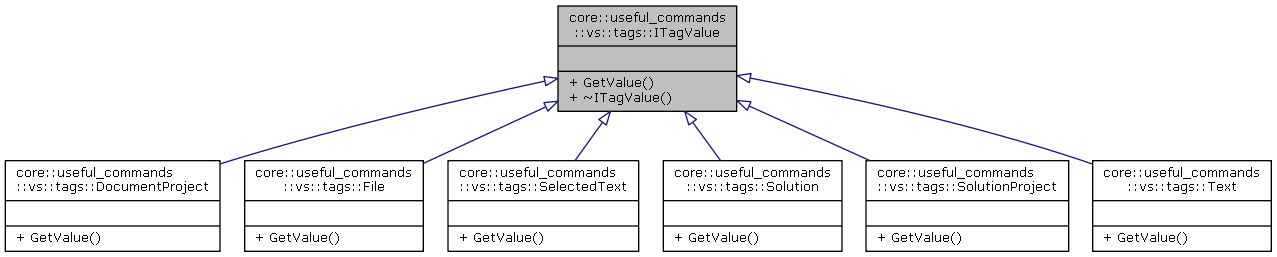 core::useful_commands
::vs::tags::ITagValue
+ GetValue()
+ ~ITagValue()
core::useful_commands
::vs::tags::DocumentProject
+ GetValue()
core::useful_commands
::vs::tags::File
+ GetValue()
core::useful_commands
::vs::tags::SelectedText
+ GetValue()
core::useful_commands
::vs::tags::Solution
+ GetValue()
core::useful_commands
::vs::tags::SolutionProject
+ GetValue()
core::useful_commands
::vs::tags::Text
+ GetValue()